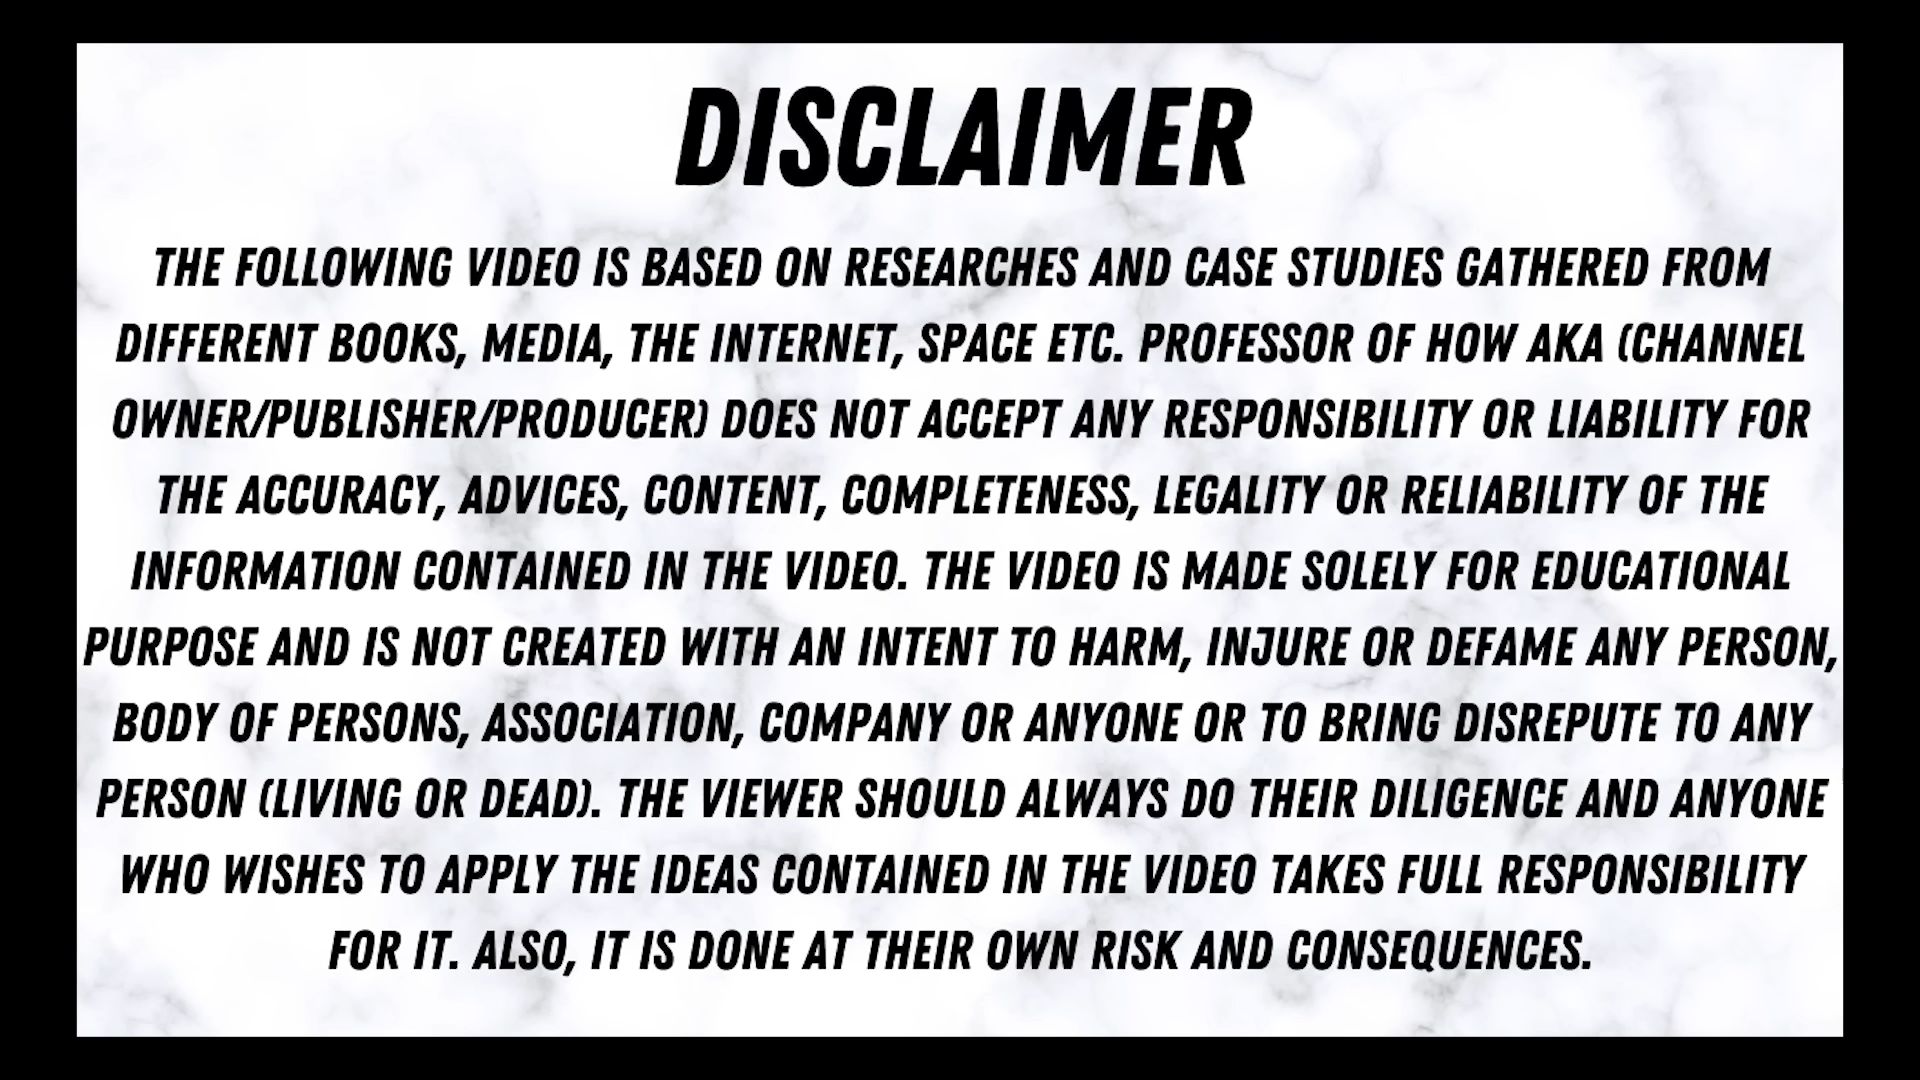 DISCLAIMER
THE FOLLOWING VIDEO IS BASED ON RESEARCHES AND CASE STUDIES GATHERED FROM
DIFFERENT BOOKS, MEDIA, THE INTERNET, SPACE ETC. PROFESSOR OF HOW AKA (CHANNEL
OWNER/PUBLISHER/PRODUCER) DOES NOT ACCEPT ANY RESPONSIBILITY OR LIABILITY FOR
THE ACCURACY, ADVICES, CONTENT, COMPLETENESS, LEGALITY OR RELIABILITY OF THE
INFORMATION CONTAINED IN THE VIDEO. THE VIDEO IS MADE SOLELY FOR EDUCATIONAL
PURPOSE AND IS NOT CREATED WITH AN INTENT TO HARM, INJURE OR DEFAME ANY PERSON,
BODY OF PERSONS, ASSOCIATION, COMPANY OR ANYONE OR TO BRING DISREPUTE TO ANY
PERSON (LIVING OR DEAD). THE VIEWER SHOULD ALWAYS DO THEIR DILIGENCE AND ANYONE
WHO WISHES TO APPLY THE IDEAS CONTAINED IN THE VIDEO TAKES FULL RESPONSIBILITY
FOR IT. ALSO, IT IS DONE AT THEIR OWN RISK AND CONSEQUENCES.